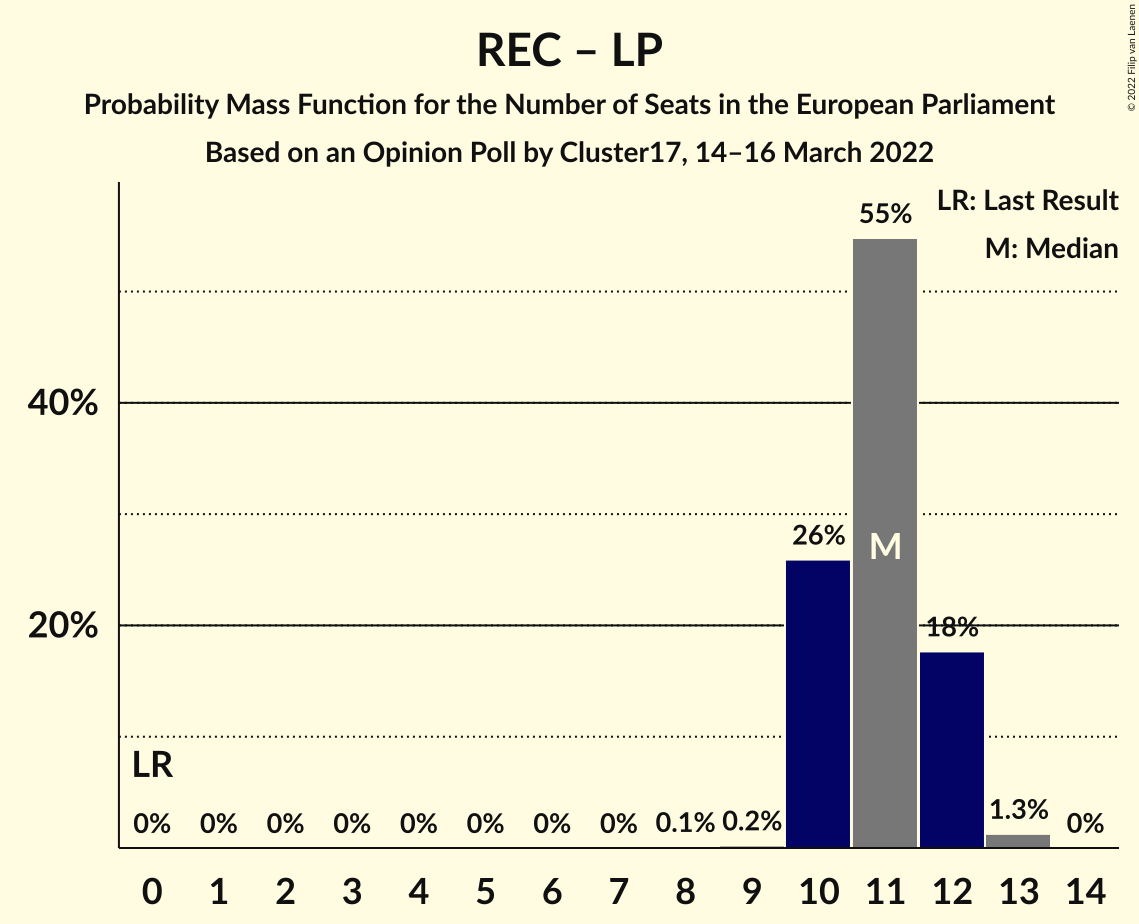 REC – LP
Probability Mass Function for the Number of Seats in the European Parliament
Based on an Opinion Poll by Cluster17, 14–16 March 2022
© 2022 Filip van Laenen
LR: Last Result
M: Median
55%
40%
26%
M
20%
18%
LR
0% 0% 0% 0% 0% 0% 0% 0% 0.1% 0.2% 1.3% 0%
0 1 2 3 4 5 6 7 8 9 10 11 12 13 14